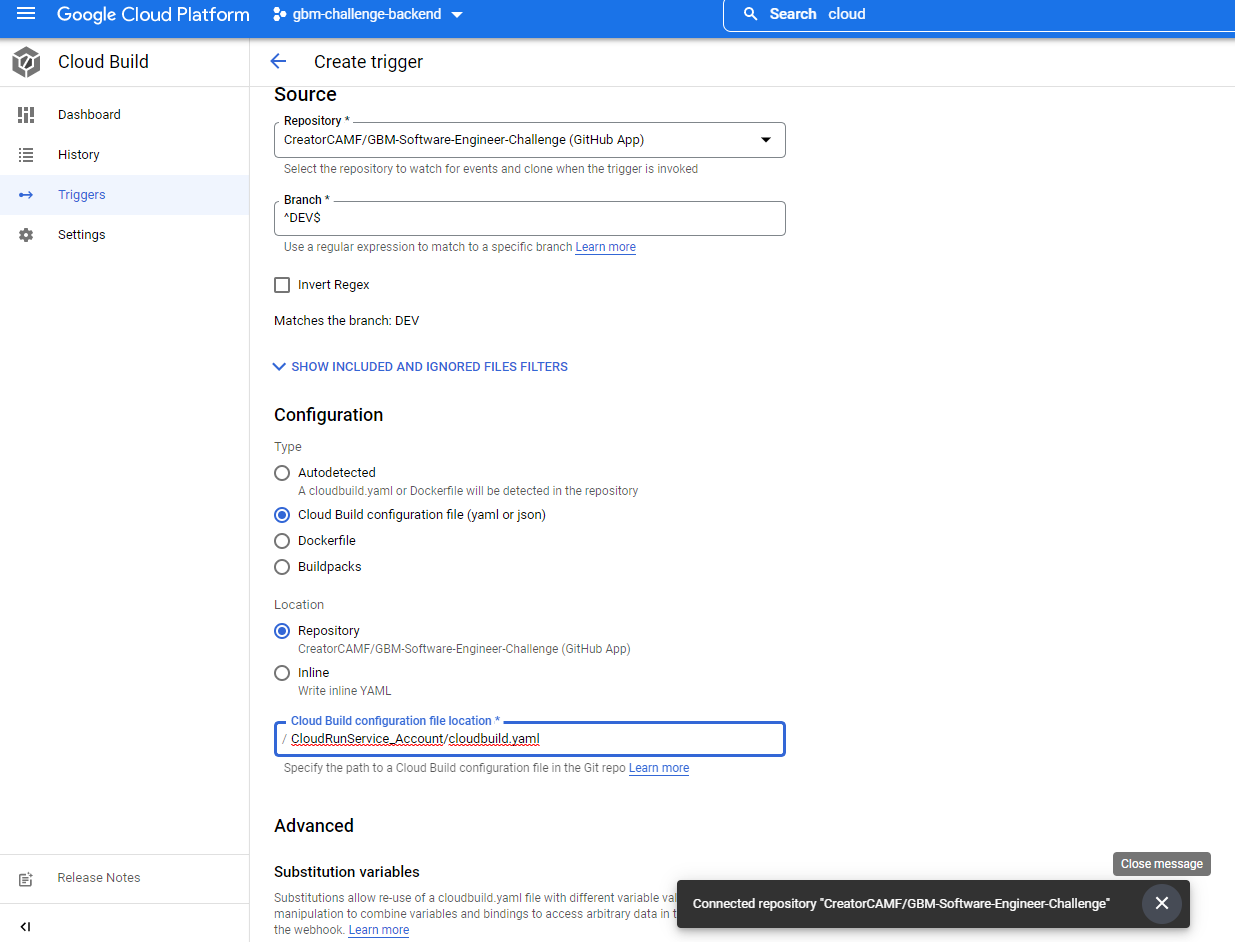 Google Cloud Platform
gbm-challenge-backend
Search cloud
Cloud Build
Create trigger
Dashboard
History
Triggers
Settings
Source
Repository *
CreatorCAMF/GBM-Software-Engineer-Challenge (GitHub App)
Select the repository to watch for events and clone when the trigger is invoked
Branch *
^DEV$
Use a regular expression to match to a specific branch Learn more
Invert Regex
Matches the branch: DEV
SHOW INCLUDED AND IGNORED FILES FILTERS
Configuration
Type
Autodetected
A cloudbuild.yaml or Dockerfile will be detected in the repository
Cloud Build configuration file (yaml or json)
Dockerfile
Buildpacks
Location
Repository
CreatorCAMF/GBM-Software-Engineer-Challenge (GitHub App)
Inline
Write inline YAML
Cloud Build configuration file location *
/ CloudRunService_Account/cloudbuild.yaml
Specify the path to a Cloud Build configuration file in the Git repo Learn more
Advanced
Substitution variables
Substitutions allow re-use of a cloudbuild.yaml file with different variable
manipulation to combine variables and bindings to access arbitrary data in
the webhook. Learn more
Release Notes
Close message
Connected repository "CreatorCAMF/GBM-Software-Engineer-Challenge"